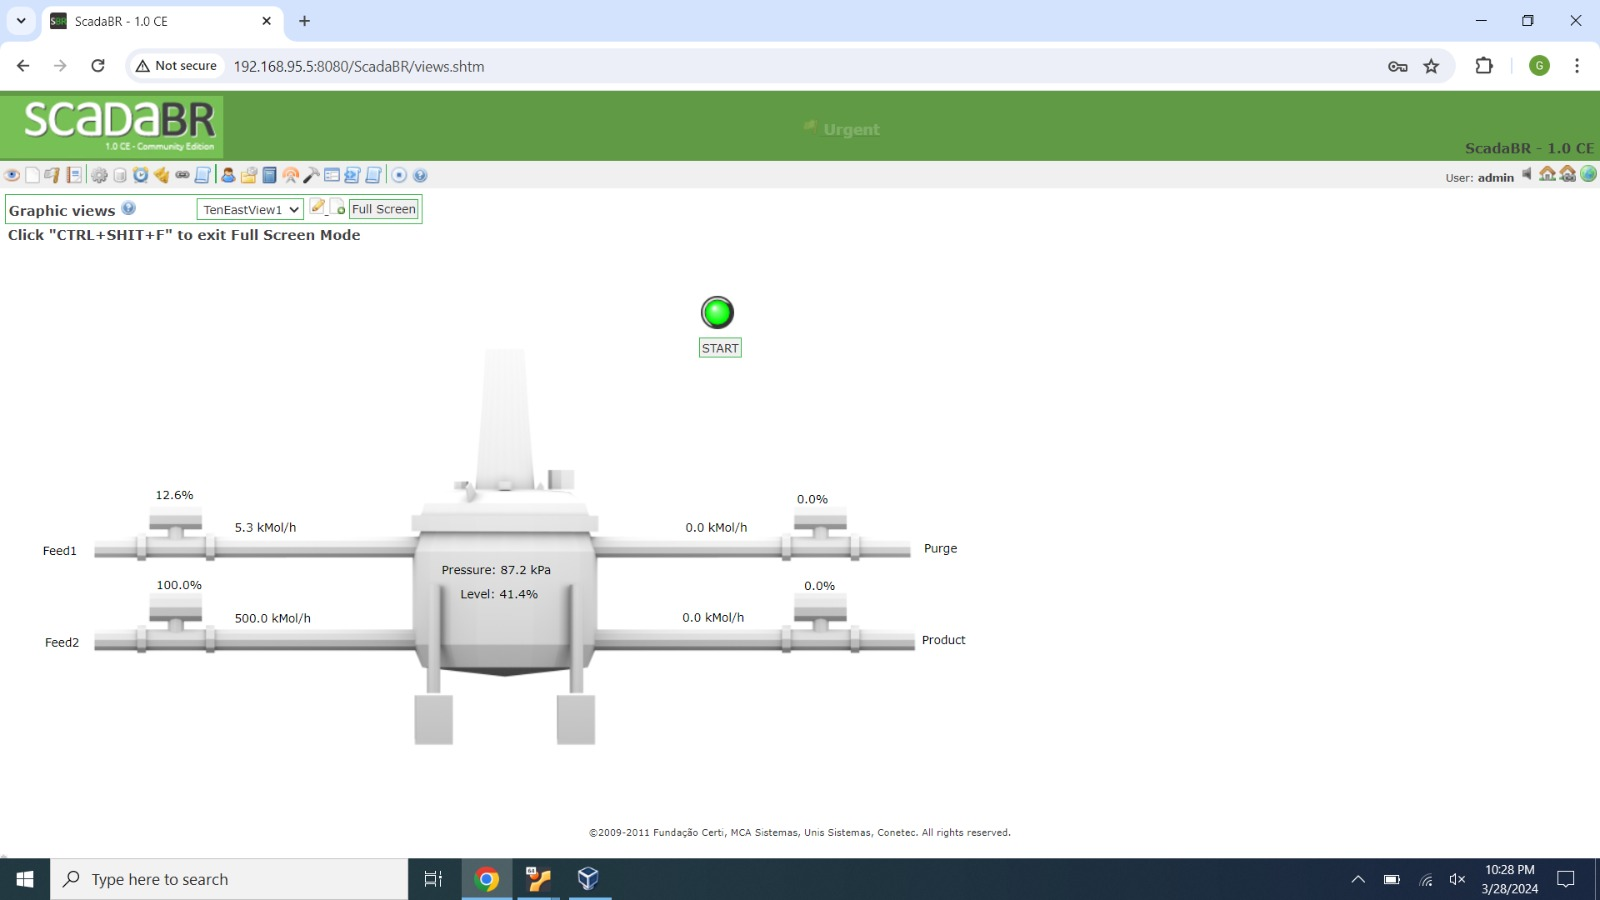 ScadaBR - 1.0 CE
Not secure
192.168.95.5:8080/ScadaBR/views.shtm
G
SCADABR
1.0 CE - Community Edition
Urgent
ScadaBR - 1.0 CE
User: admin
Graphic views
TenEastView1
Full Screen
Click "CTRL+SHIT+F" to exit Full Screen Mode
START
12.6%
0.0%
5.3 kMol/h
0.0 kMol/h
Feed1
Purge
Pressure: 87.2 kPa
100.0%
0.0%
Level: 41.4%
500.0 kMol/h
0.0 kMol/h
Feed2
Product
©2009-2011 Fundação Certi, MCA Sistemas, Unis Sistemas, Conetec. All rights reserved.
Type here to search
10:28 PM
3/28/2024